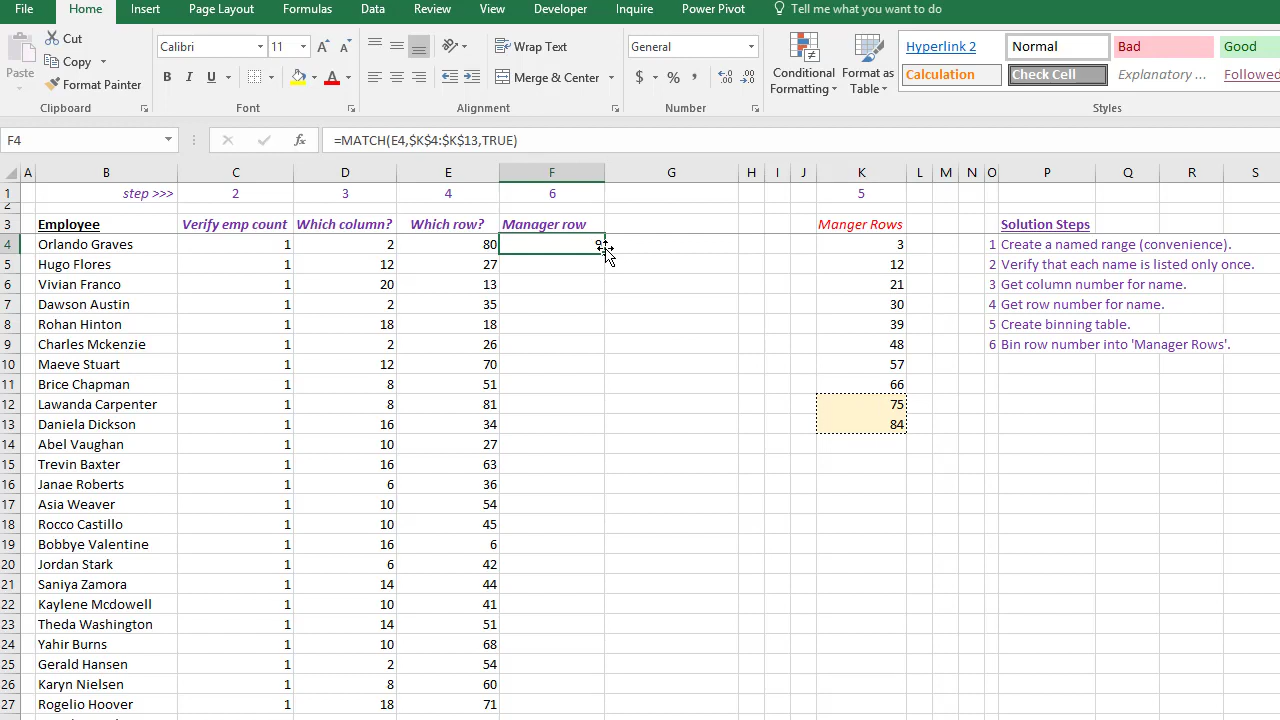 File Home Insert Page Layout Formulas Data Review View Developer Inquire Power Pivot Tell me what you want to do
Paste Cut Copy Format Painter Clipboard
Calibri 11 A A B I U A Font
ab Wrap Text Merge & Center Alignment
General $ % , .0 .00 .00 .0 Number
Conditional Formatting Format as Table
Hyperlink 2 Normal Bad Good
Calculation Check Cell Explanatory ... Followed
Styles
F4 fx =MATCH(E4,$K$4:$K$13,TRUE)
A B C D E F G H I J K L M N O P Q R S
1 step >>> 2 3 4 6 5
2
3 Employee Verify emp count Which column? Which row? Manager row Manger Rows Solution Steps
4 Orlando Graves 1 2 80 3 1 Create a named range (convenience).
5 Hugo Flores 1 12 27 12 2 Verify that each name is listed only once.
6 Vivian Franco 1 20 13 21 3 Get column number for name.
7 Dawson Austin 1 2 35 30 4 Get row number for name.
8 Rohan Hinton 1 18 18 39 5 Create binning table.
9 Charles Mckenzie 1 2 26 48 6 Bin row number into 'Manager Rows'.
10 Maeve Stuart 1 12 70 57
11 Brice Chapman 1 8 51 66
12 Lawanda Carpenter 1 8 81 75
13 Daniela Dickson 1 16 34 84
14 Abel Vaughan 1 10 27
15 Trevin Baxter 1 16 63
16 Janae Roberts 1 6 36
17 Asia Weaver 1 10 54
18 Rocco Castillo 1 10 45
19 Bobbye Valentine 1 16 6
20 Jordan Stark 1 6 42
21 Saniya Zamora 1 14 44
22 Kaylene Mcdowell 1 10 41
23 Theda Washington 1 14 51
24 Yahir Burns 1 10 68
25 Gerald Hansen 1 2 54
26 Karyn Nielsen 1 8 60
27 Rogelio Hoover 1 18 71